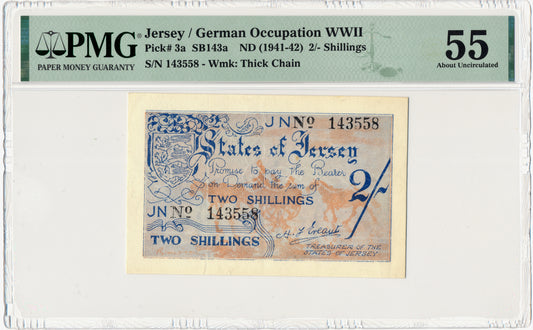 PMG
PAPER MONEY GUARANTY
Jersey / German Occupation WWII
Pick# 3a SB143a ND (1941-42) 2/- Shillings
S/N 143558 - Wmk: Thick Chain
55
About Uncirculated
JN Nº 143558
States of Jersey
Promise to pay the Bearer
on Demand the sum of
TWO SHILLINGS
2/-
JN Nº 143558
TWO SHILLINGS
H. F. Ereaut
TREASURER OF THE
STATES OF JERSEY.